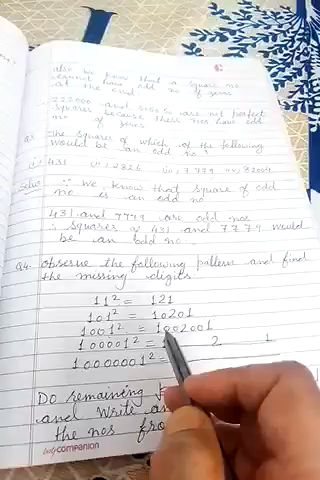 also we know that a square no.
cannot have odd no of zeros
at the end
222000 and 505050 are not perfect
squares because these nos have odd
no of zeros
Q3. The squares of which of the following
would be an odd no?
(i) 431 (ii) 2826 (iii) 7779 (iv) 82004
Solns ∵ we know that square of odd
no is an odd no
431 and 7779 are odd nos
∴ squares of 431 and 7779 would
be an odd no.
Q4. Observe the following pattern and find
the missing digits.
11² = 121
101² = 10201
1001² = 1002001
100001² = 1 2 1
10000001² =
Do remaining
and write
the nos fro
companion